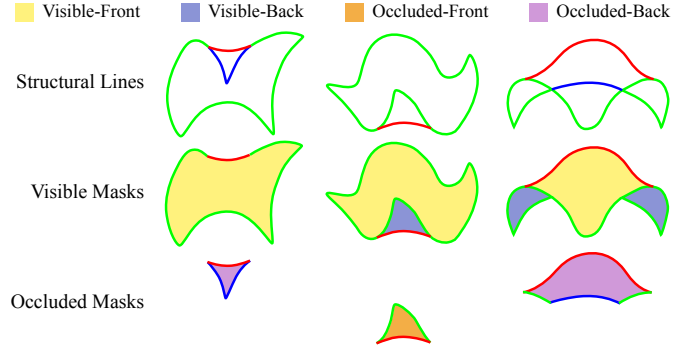 Visible-Front Visible-Back Occluded-Front Occluded-Back
Structural Lines
Visible Masks
Occluded Masks